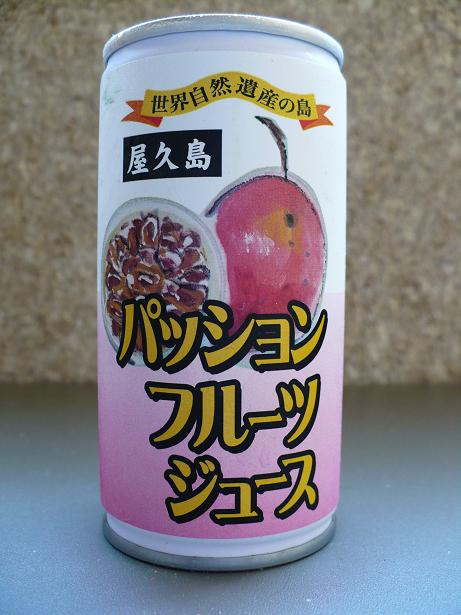 世界自然遺産の島
屋久島
パッション
フルーツ
ジュース